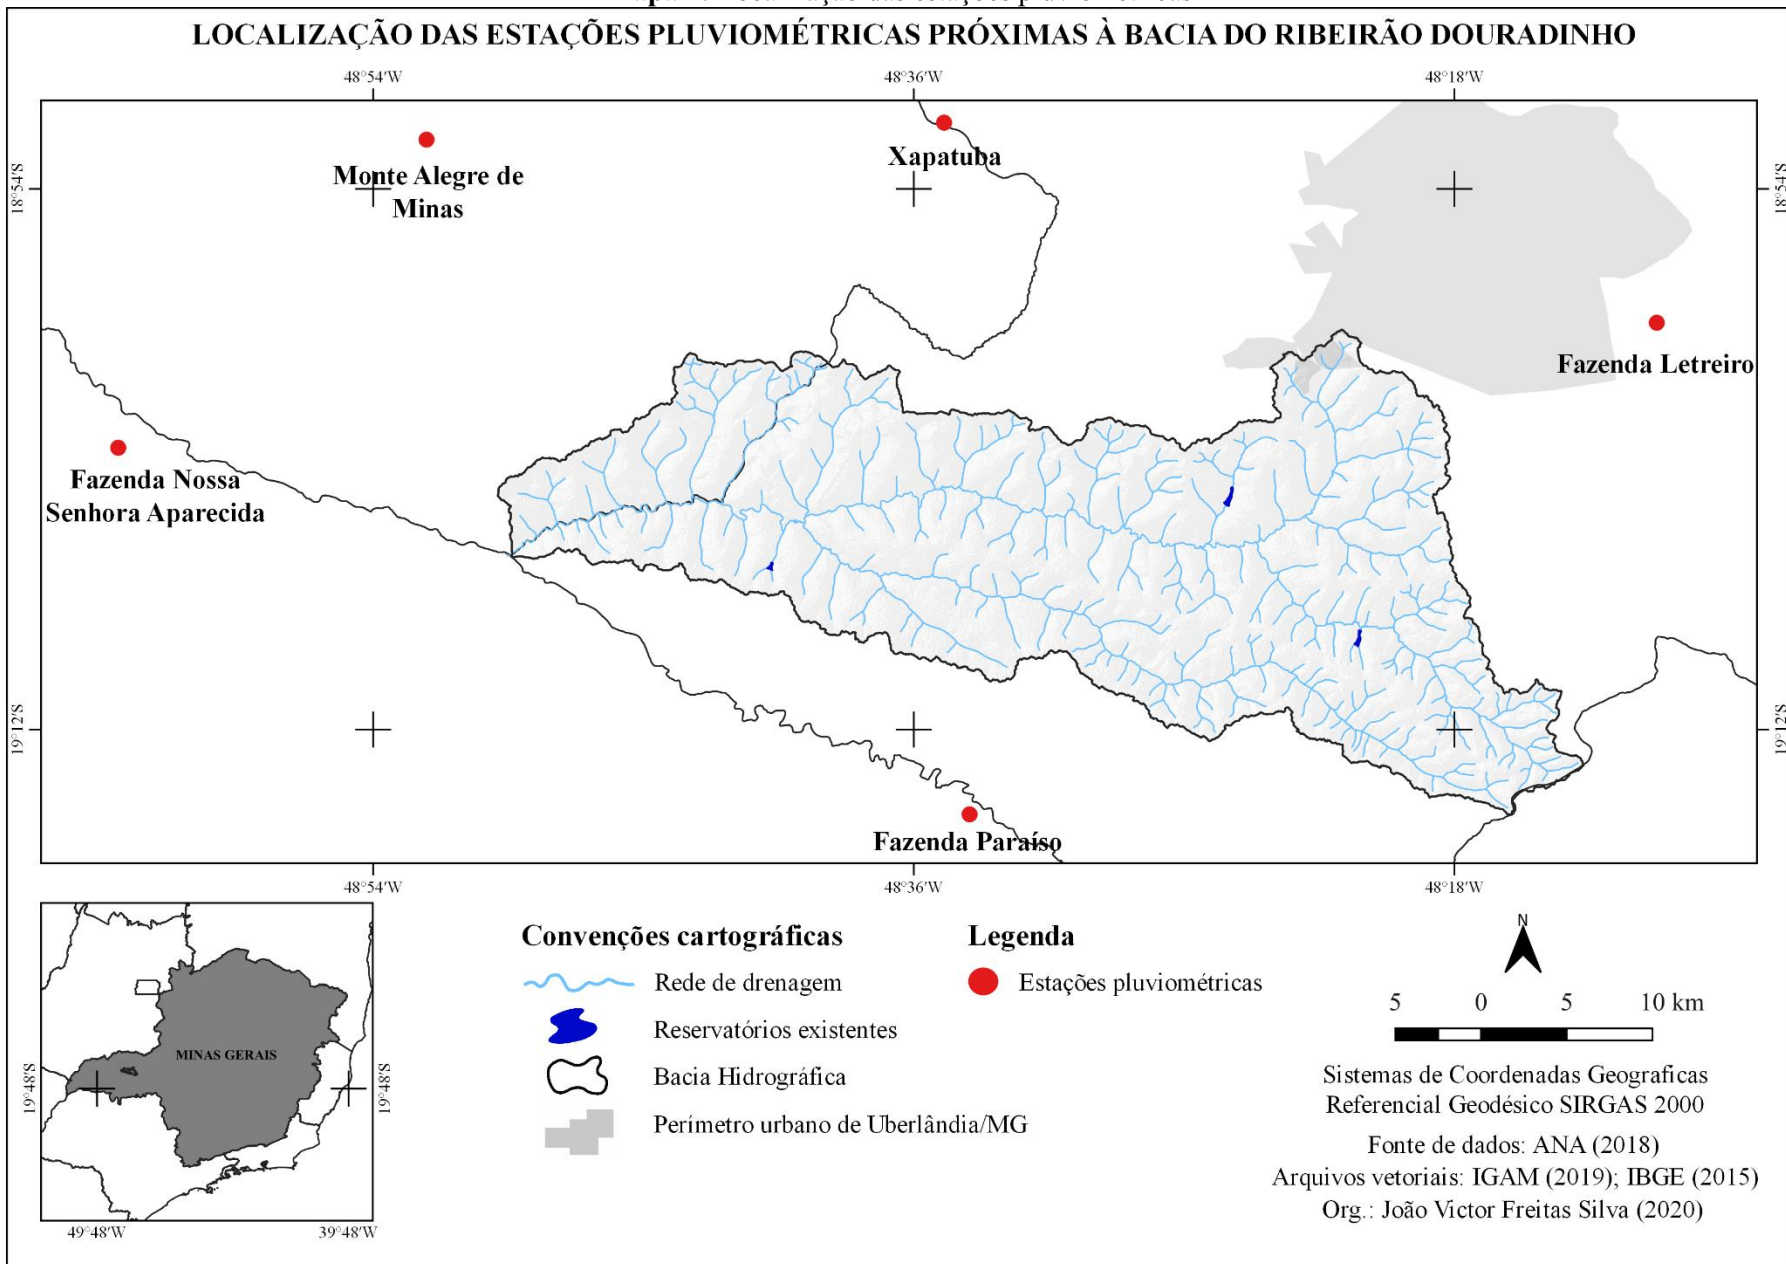 LOCALIZAÇÃO DAS ESTAÇÕES PLUVIOMÉTRICAS PRÓXIMAS À BACIA DO RIBEIRÃO DOURADINHO
48°54'W
48°36'W
48°18'W
18°54'S
18°54'S
Monte Alegre de
Minas
Xapatuba
Fazenda Letreiro
Fazenda Nossa
Senhora Aparecida
19°12'S
19°12'S
Fazenda Paraíso
48°54'W
48°36'W
48°18'W
MINAS GERAIS
19°48'S
19°48'S
49°48'W
39°48'W
Convenções cartográficas
Rede de drenagem
Reservatórios existentes
Bacia Hidrográfica
Perímetro urbano de Uberlândia/MG
Legenda
Estações pluviométricas
N
5 0 5 10 km
Sistemas de Coordenadas Geograficas
Referencial Geodésico SIRGAS 2000
Fonte de dados: ANA (2018)
Arquivos vetoriais: IGAM (2019); IBGE (2015)
Org.: João Victor Freitas Silva (2020)